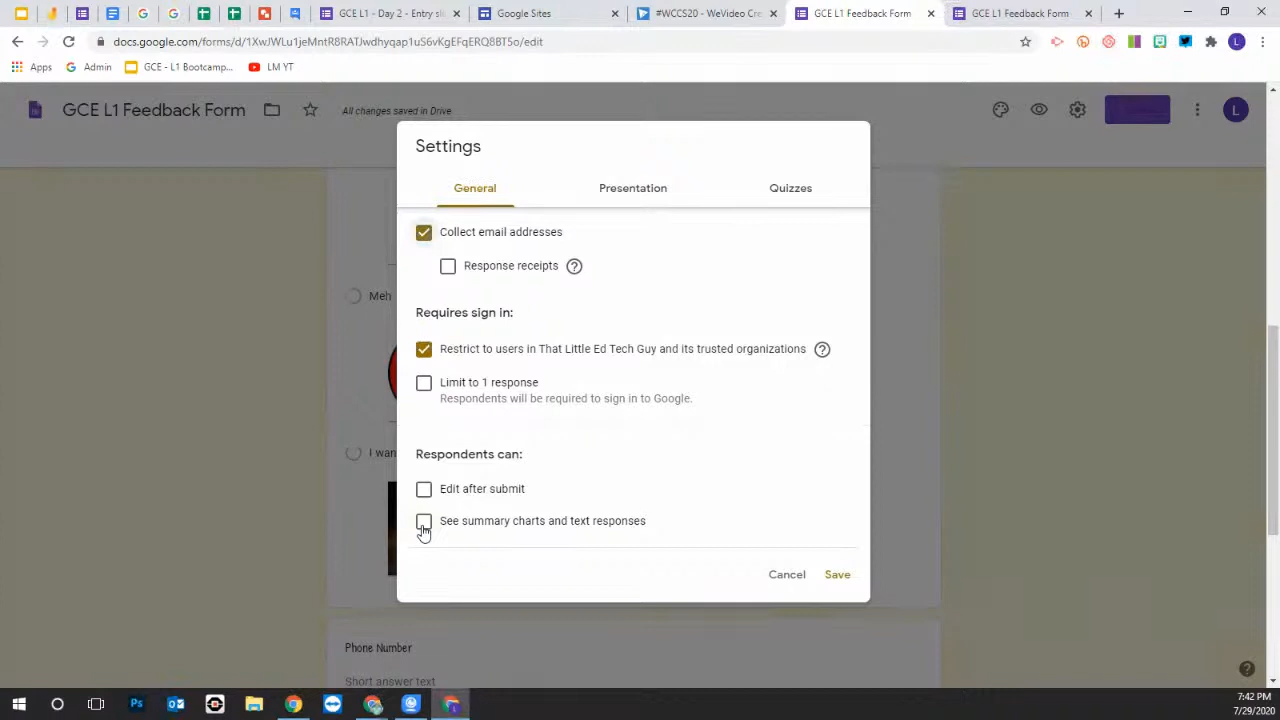 GCE L1 - Day 2 - Entry sli
Google Sites
#WCCS20 - WeVideo Cre
GCE L1 Feedback Form
GCE L1 Feedback Form
docs.google.com/forms/d/1XwJWLu1jeMntR8RATJwdhyqap1uS6vKgEFqERQ8BT5o/edit
Apps
Admin
GCE - L1 Bootcamp...
LM YT
GCE L1 Feedback Form
All changes saved in Drive
L
Settings
General
Presentation
Quizzes
Collect email addresses
Response receipts
Requires sign in:
Meh
Restrict to users in That Little Ed Tech Guy and its trusted organizations
Limit to 1 response
Respondents will be required to sign in to Google.
I wan
Respondents can:
Edit after submit
See summary charts and text responses
Cancel
Save
Phone Number
Short answer text
7:42 PM
7/29/2020